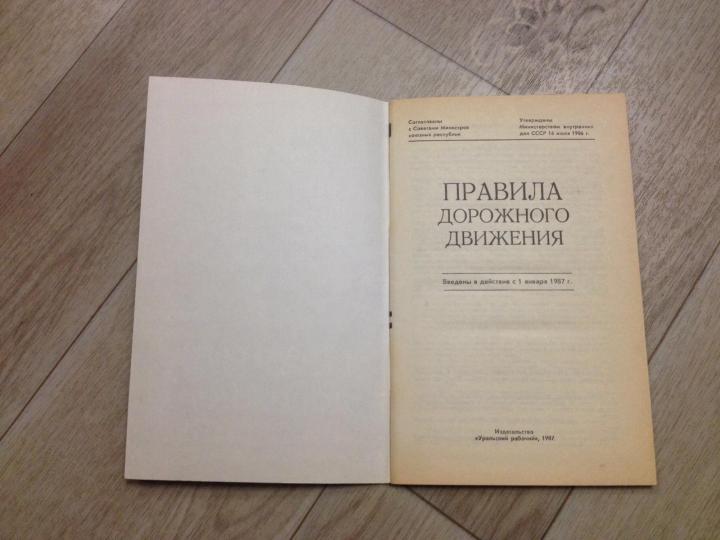 Согласованы
с Советами Министров
союзных республик
Утверждены
Министерством внутренних
дел СССР 16 июля 1986 г.
ПРАВИЛА
ДОРОЖНОГО
ДВИЖЕНИЯ
Введены в действие с 1 января 1987 г.
Издательство
«Уральский рабочий», 1987